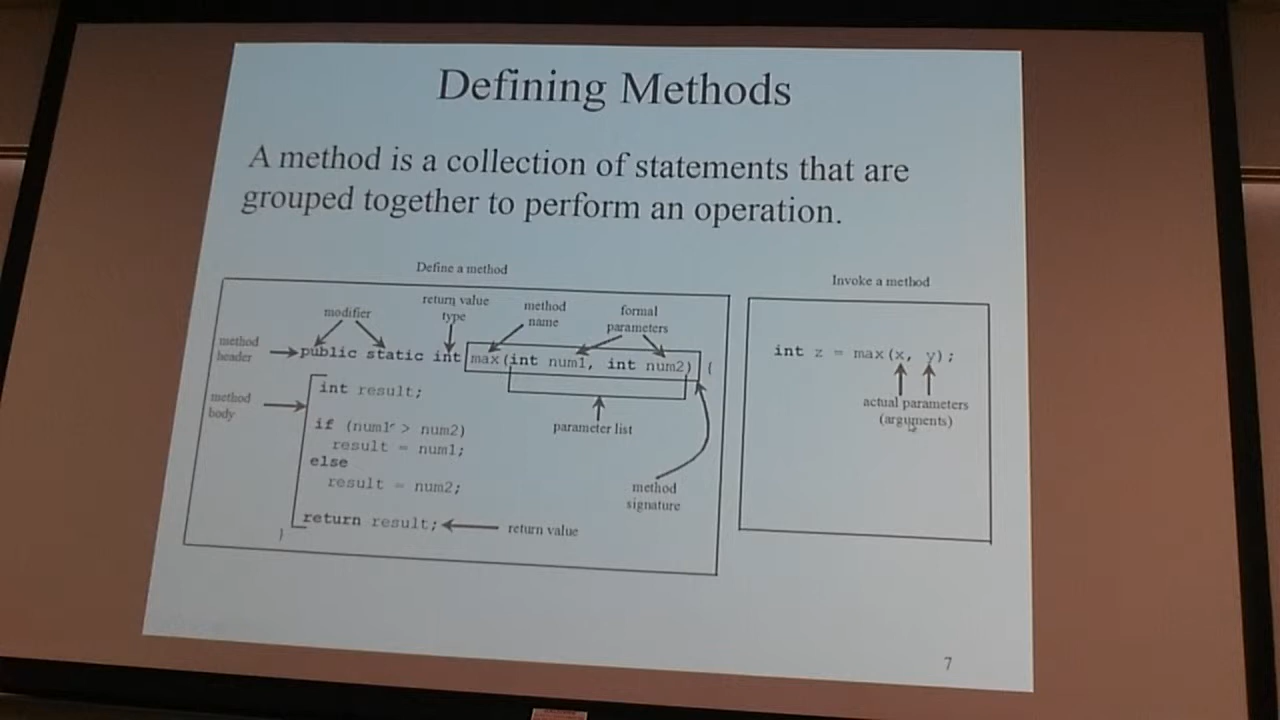 Defining Methods
A method is a collection of statements that are
grouped together to perform an operation.
Define a method
modifier
return value
type
method
name
formal
parameters
method
header
public static int max(int num1, int num2) {
method
body
int result;
if (num1 > num2)
result = num1;
else
result = num2;
return result;
}
parameter list
method
signature
return value
Invoke a method
int z = max(x, y);
actual parameters
(arguments)
7